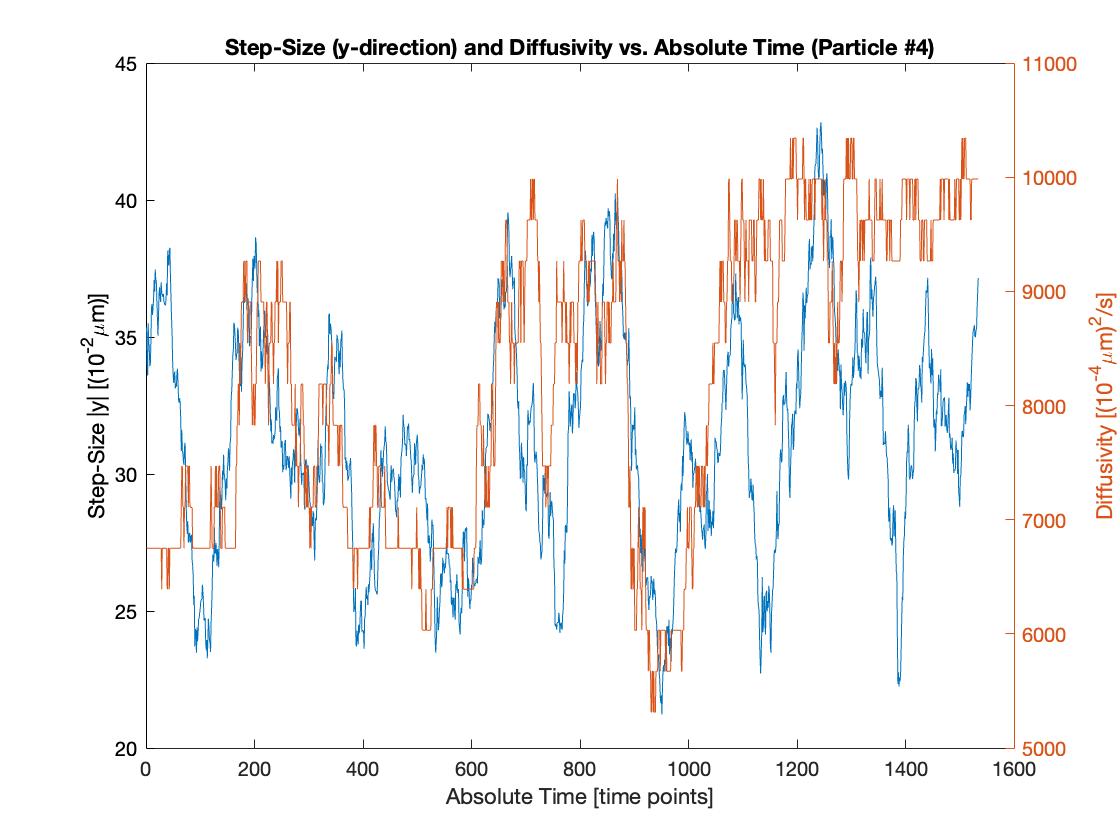 Step-Size (y-direction) and Diffusivity vs. Absolute Time (Particle #4)
45
40
35
30
25
20
Step-Size |y| [(10⁻²μm)]
11000
10000
9000
8000
7000
6000
5000
Diffusivity [(10⁻⁴μm)²/s]
0 200 400 600 800 1000 1200 1400 1600
Absolute Time [time points]